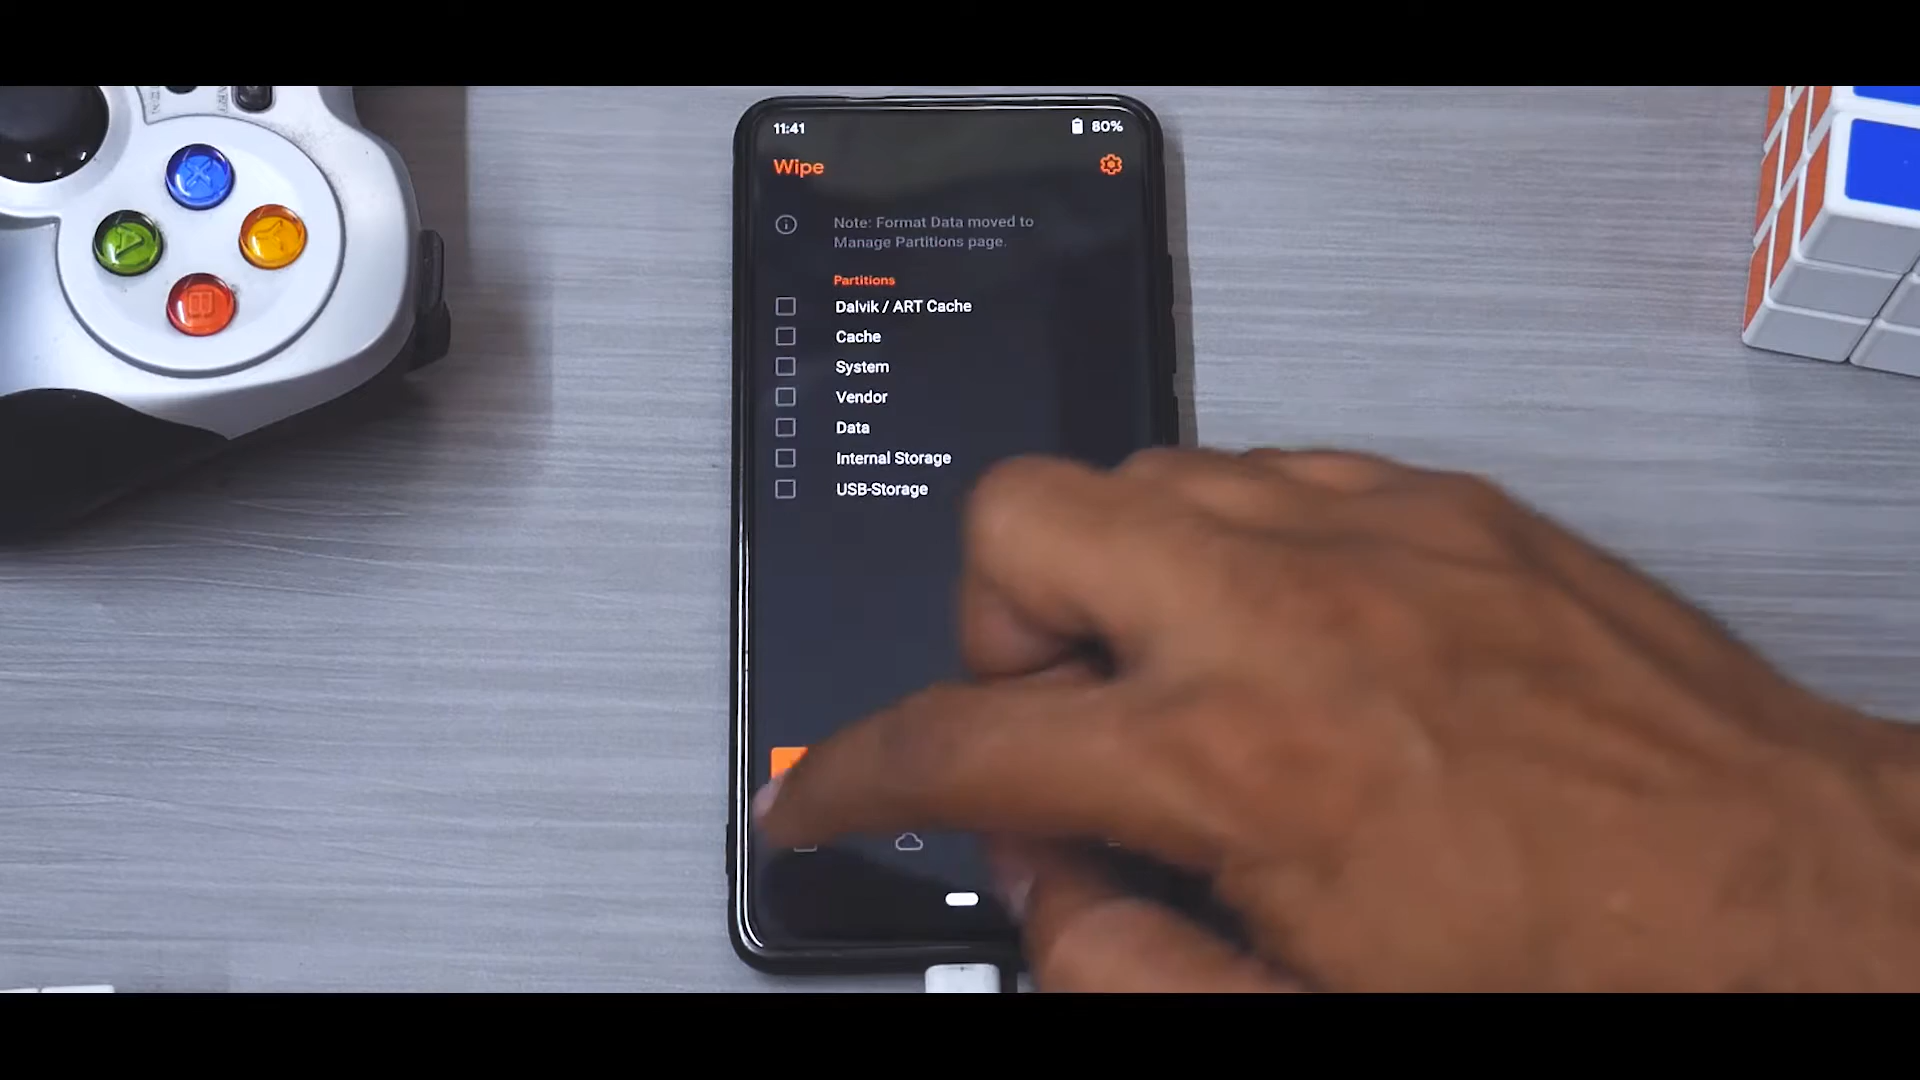 11:41
80%
Wipe
Note: Format Data moved to
Manage Partitions page.
Partitions
Dalvik / ART Cache
Cache
System
Vendor
Data
Internal Storage
USB-Storage